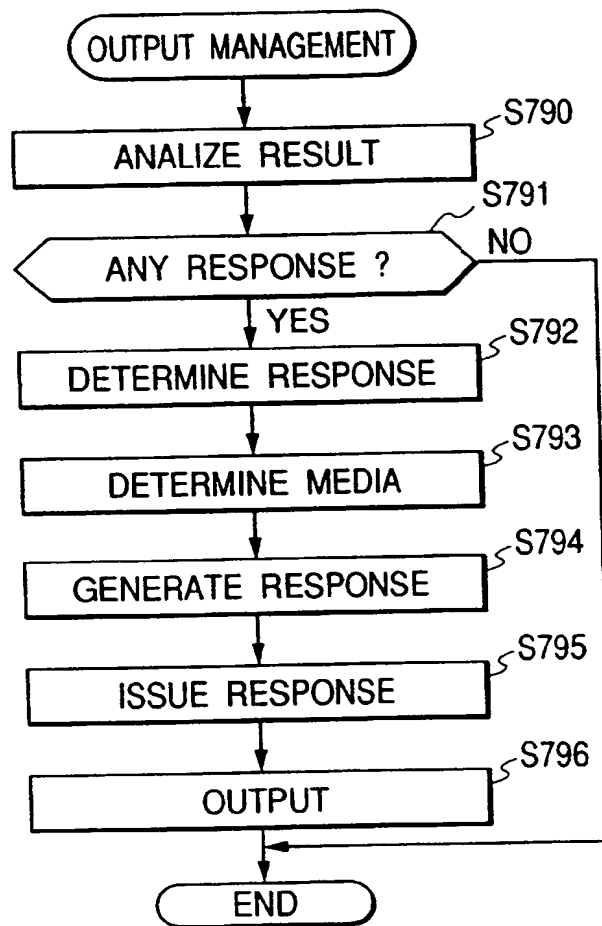 OUTPUT MANAGEMENT
S790
ANALIZE RESULT
S791
ANY RESPONSE ?
NO
YES
S792
DETERMINE RESPONSE
S793
DETERMINE MEDIA
S794
GENERATE RESPONSE
S795
ISSUE RESPONSE
S796
OUTPUT
END